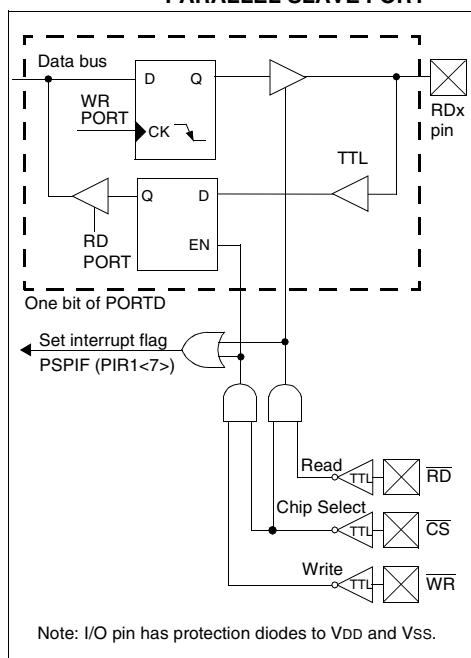 PARALLEL SLAVE PORT
Data bus
D
Q
WR
PORT
CK
RDx
pin
TTL
Q
D
RD
PORT
EN
One bit of PORTD
Set interrupt flag
PSPIF (PIR1<7>)
Read
TTL
RD
Chip Select
TTL
CS
Write
TTL
WR
Note: I/O pin has protection diodes to VDD and VSS.